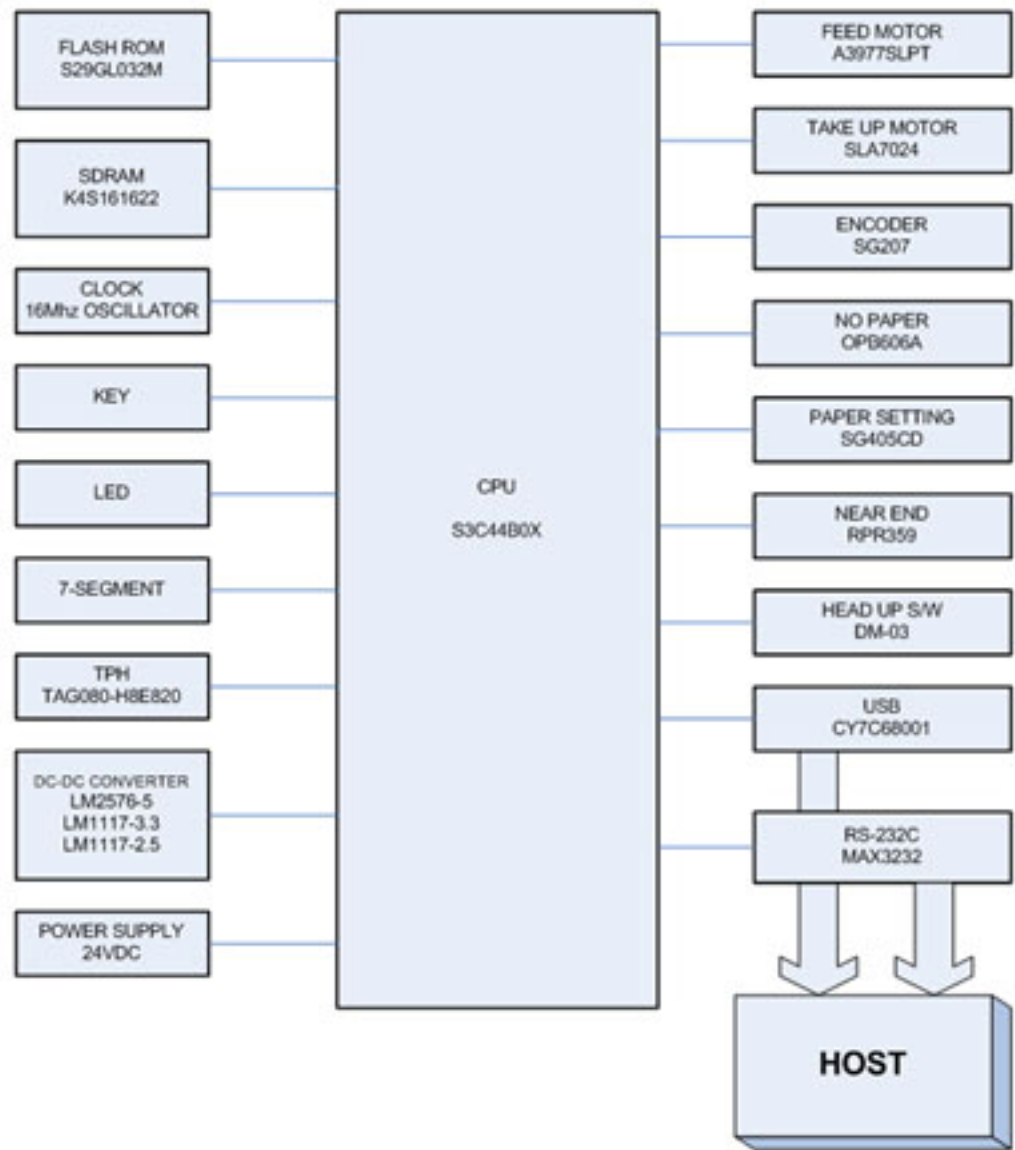 FLASH ROM
S29GL032M
SDRAM
K4S161622
CLOCK
16Mhz OSCILLATOR
KEY
LED
7-SEGMENT
TPH
TAG080-H8E820
DC-DC CONVERTER
LM2576-5
LM1117-3.3
LM1117-2.5
POWER SUPPLY
24VDC
CPU
S3C44B0X
FEED MOTOR
A3977SLPT
TAKE UP MOTOR
SLA7024
ENCODER
SG207
NO PAPER
OPB606A
PAPER SETTING
SG405CD
NEAR END
RPR359
HEAD UP S/W
DM-03
USB
CY7C68001
RS-232C
MAX3232
HOST